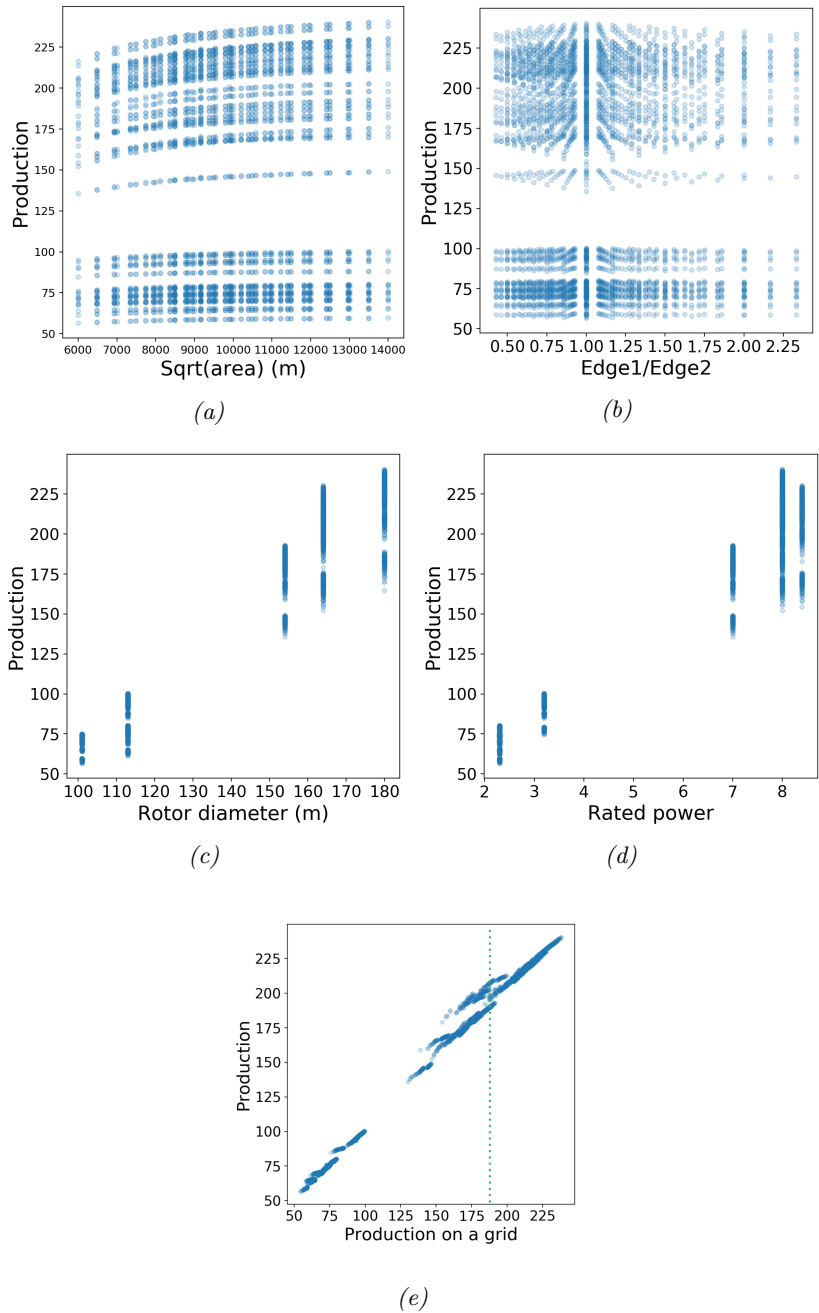 Production
225
200
175
150
125
100
75
50
6000 7000 8000 9000 10000 11000 12000 13000 14000
Sqrt(area) (m)
(a)
Production
225
200
175
150
125
100
75
50
0.50 0.75 1.00 1.25 1.50 1.75 2.00 2.25
Edge1/Edge2
(b)
Production
225
200
175
150
125
100
75
50
100 110 120 130 140 150 160 170 180
Rotor diameter (m)
(c)
Production
225
200
175
150
125
100
75
50
2 3 4 5 6 7 8
Rated power
(d)
Production
225
200
175
150
125
100
75
50
50 75 100 125 150 175 200 225
Production on a grid
(e)